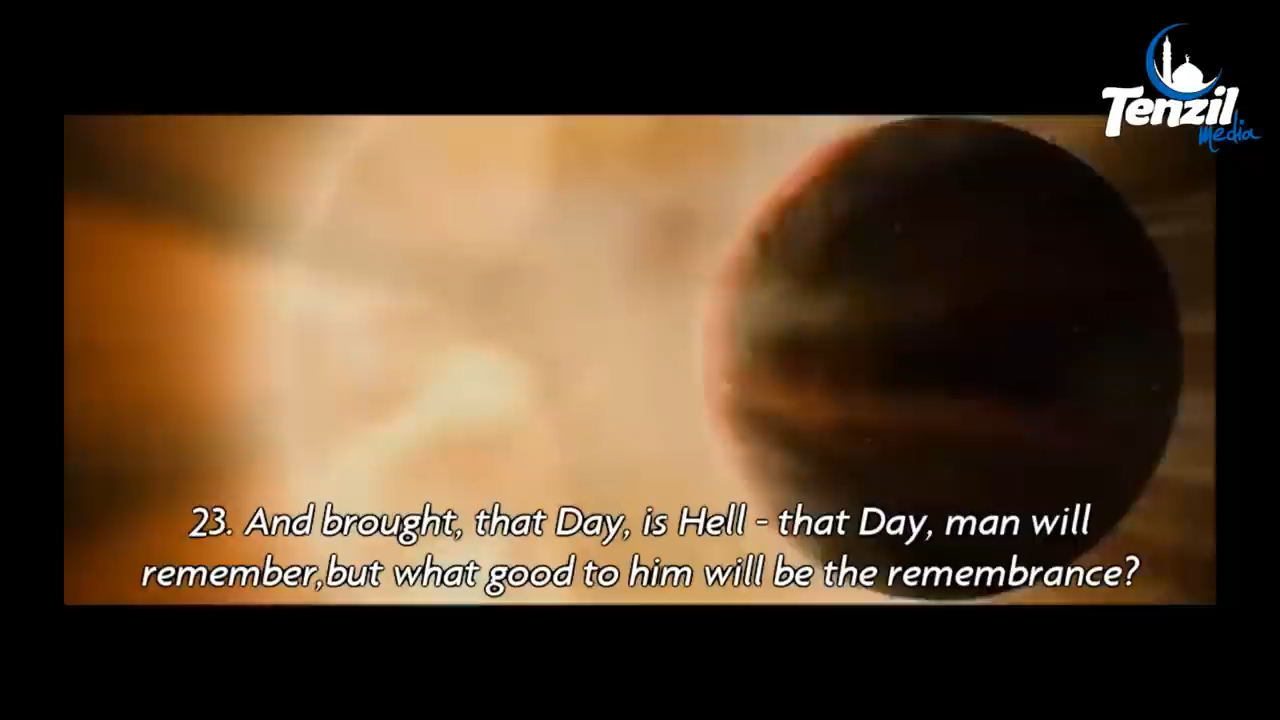 Tenzil
media
23. And brought, that Day, is Hell - that Day, man will
remember,but what good to him will be the remembrance?